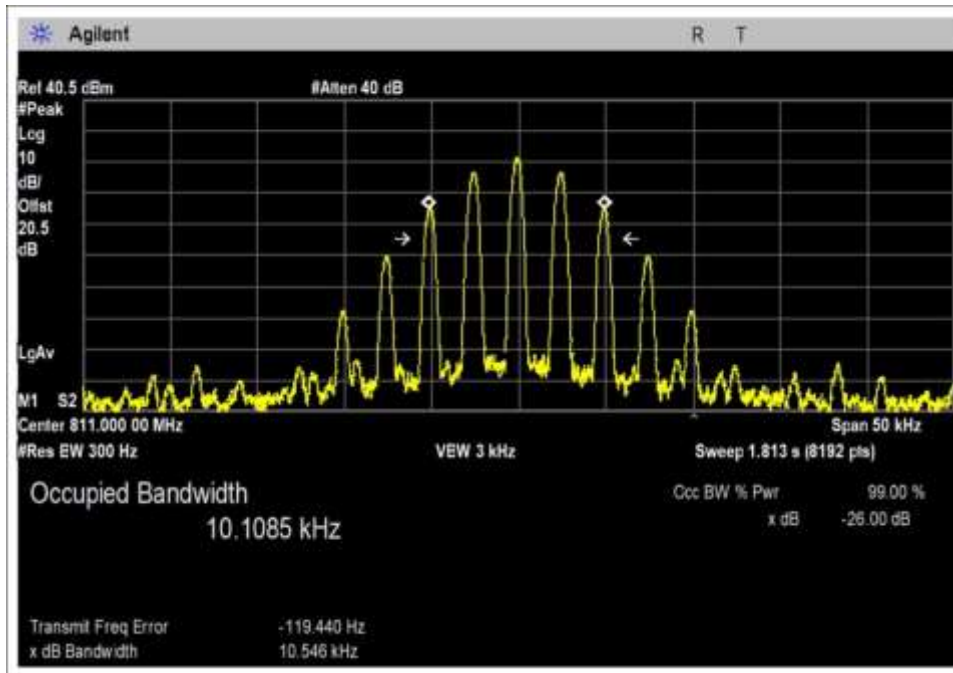 Agilent
R T
Ref 40.5 dBm #Atten 40 dB
#Peak
Log
10
dB/
Offst
20.5
dB
LgAv
M1 S2
Center 811.000 00 MHz Span 50 kHz
#Res BW 300 Hz VBW 3 kHz Sweep 1.813 s (8192 pts)
Occupied Bandwidth
10.1085 kHz
Occ BW % Pwr 99.00 %
x dB -26.00 dB
Transmit Freq Error -119.440 Hz
x dB Bandwidth 10.546 kHz